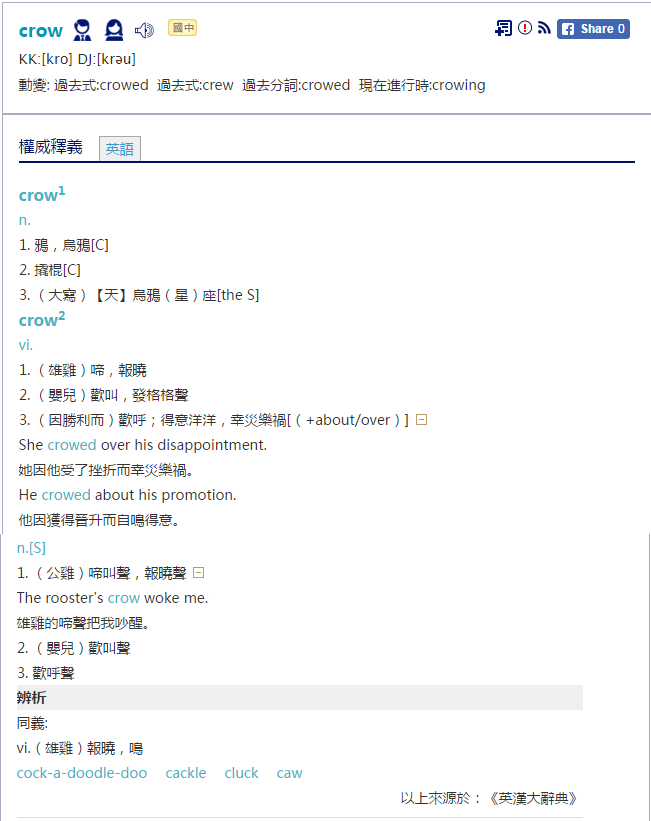 crow 國中 Share 0
KK:[kro] DJ:[krəu]
動變: 過去式:crowed 過去式:crew 過去分詞:crowed 現在進行時:crowing
權威釋義 英語
crow1
n.
1. 鴉，烏鴉[C]
2. 撬棍[C]
3. （大寫）【天】烏鴉（星）座[the S]
crow2
vi.
1. （雄雞）啼，報曉
2. （嬰兒）歡叫，發格格聲
3. （因勝利而）歡呼；得意洋洋，幸災樂禍[（+about/over）]
She crowed over his disappointment.
她因他受了挫折而幸災樂禍。
He crowed about his promotion.
他因獲得晉升而自鳴得意。
n.[S]
1. （公雞）啼叫聲，報曉聲
The rooster's crow woke me.
雄雞的啼聲把我吵醒。
2. （嬰兒）歡叫聲
3. 歡呼聲
辨析
同義:
vi.（雄雞）報曉，鳴
cock-a-doodle-doo cackle cluck caw
以上來源於：《英漢大辭典》